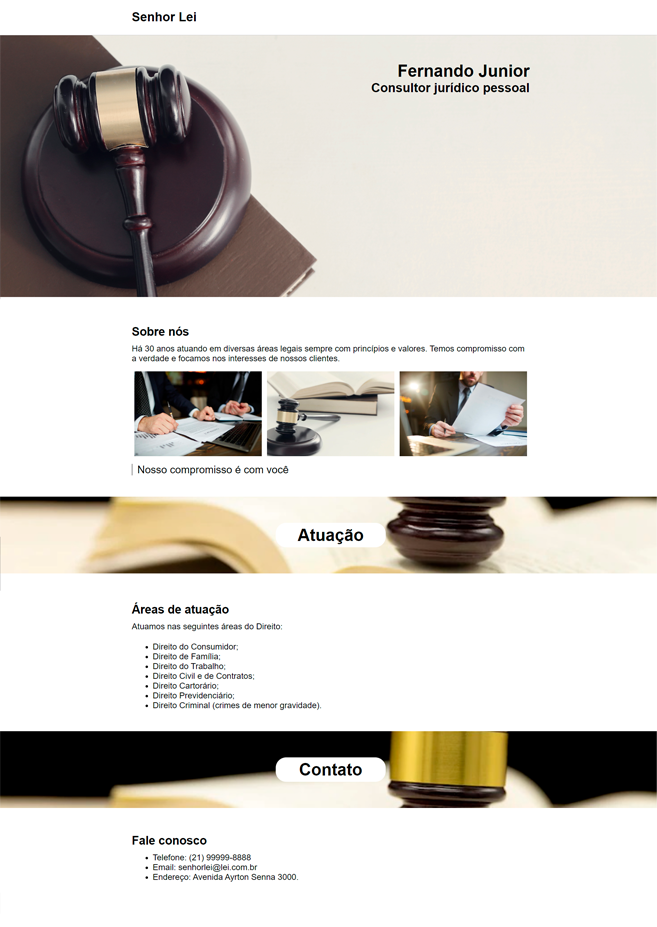 Senhor Lei
Fernando Junior
Consultor jurídico pessoal
Sobre nós
Há 30 anos atuando em diversas áreas legais sempre com princípios e valores. Temos compromisso com
a verdade e focamos nos interesses de nossos clientes.
Nosso compromisso é com você
Atuação
Áreas de atuação
Atuamos nas seguintes áreas do Direito:
• Direito do Consumidor;
• Direito de Família;
• Direito do Trabalho;
• Direito Civil e de Contratos;
• Direito Cartorário;
• Direito Previdenciário;
• Direito Criminal (crimes de menor gravidade).
Contato
Fale conosco
• Telefone: (21) 99999-8888
• Email: senhorlei@lei.com.br
• Endereço: Avenida Ayrton Senna 3000.